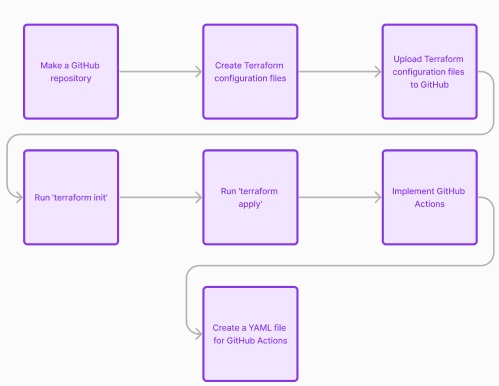 Make a GitHub
repository
Create Terraform
configuration files
Upload Terraform
configuration files
to GitHub
Run 'terraform init'
Run 'terraform
apply'
Implement GitHub
Actions
Create a YAML file
for GitHub Actions